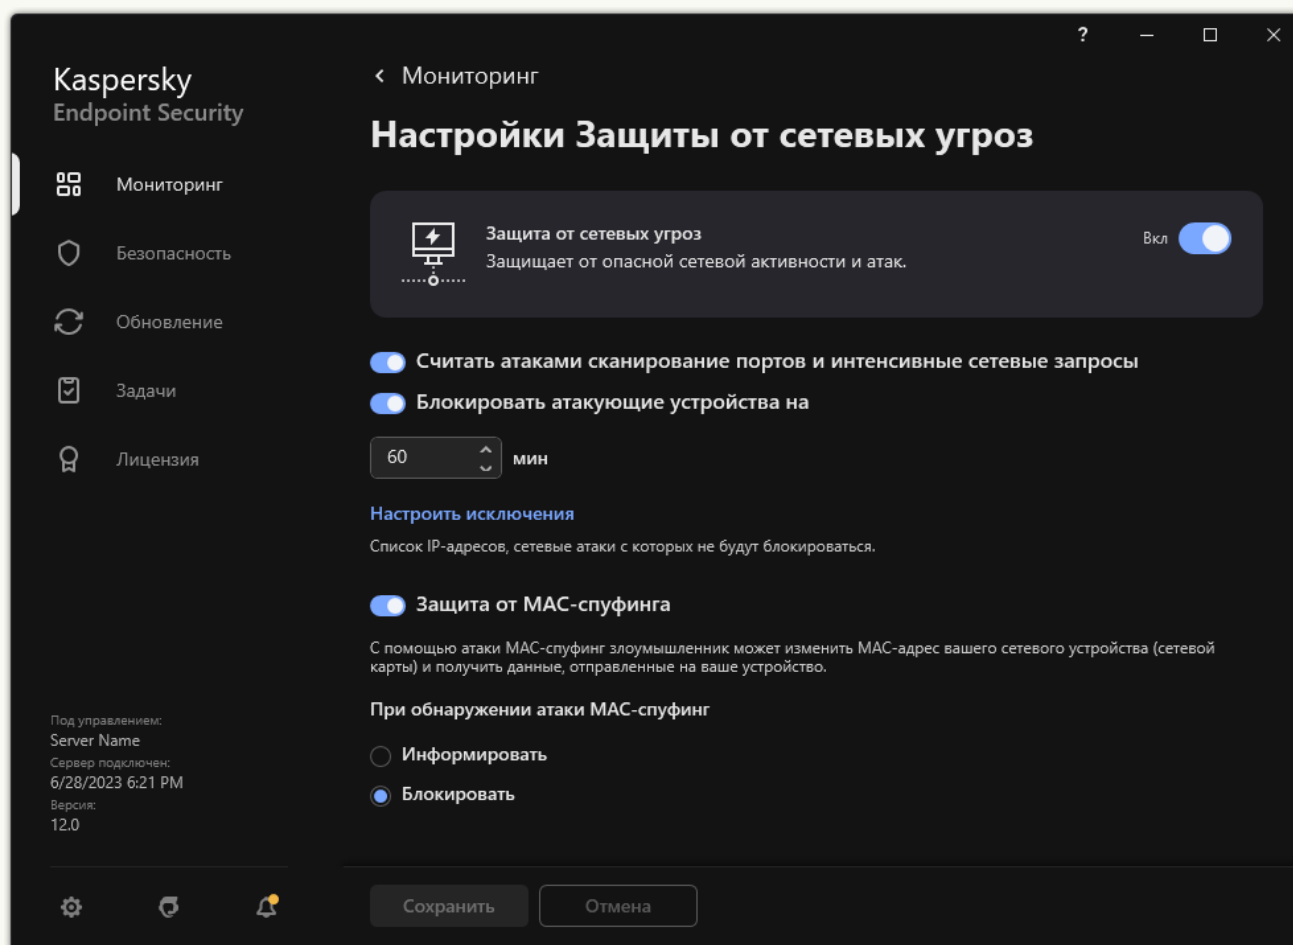 ?
Kaspersky
Endpoint Security
Мониторинг
Безопасность
Обновление
Задачи
Лицензия
Под управлением:
Server Name
Сервер подключен:
6/28/2023 6:21 PM
Версия:
12.0
Мониторинг
Настройки Защиты от сетевых угроз
Защита от сетевых угроз
Защищает от опасной сетевой активности и атак.
Вкл
Считать атаками сканирование портов и интенсивные сетевые запросы
Блокировать атакующие устройства на
60 мин
Настроить исключения
Список IP-адресов, сетевые атаки с которых не будут блокироваться.
Защита от MAC-спуфинга
С помощью атаки MAC-спуфинг злоумышленник может изменить MAC-адрес вашего сетевого устройства (сетевой
карты) и получить данные, отправленные на ваше устройство.
При обнаружении атаки MAC-спуфинг
Информировать
Блокировать
Сохранить
Отмена